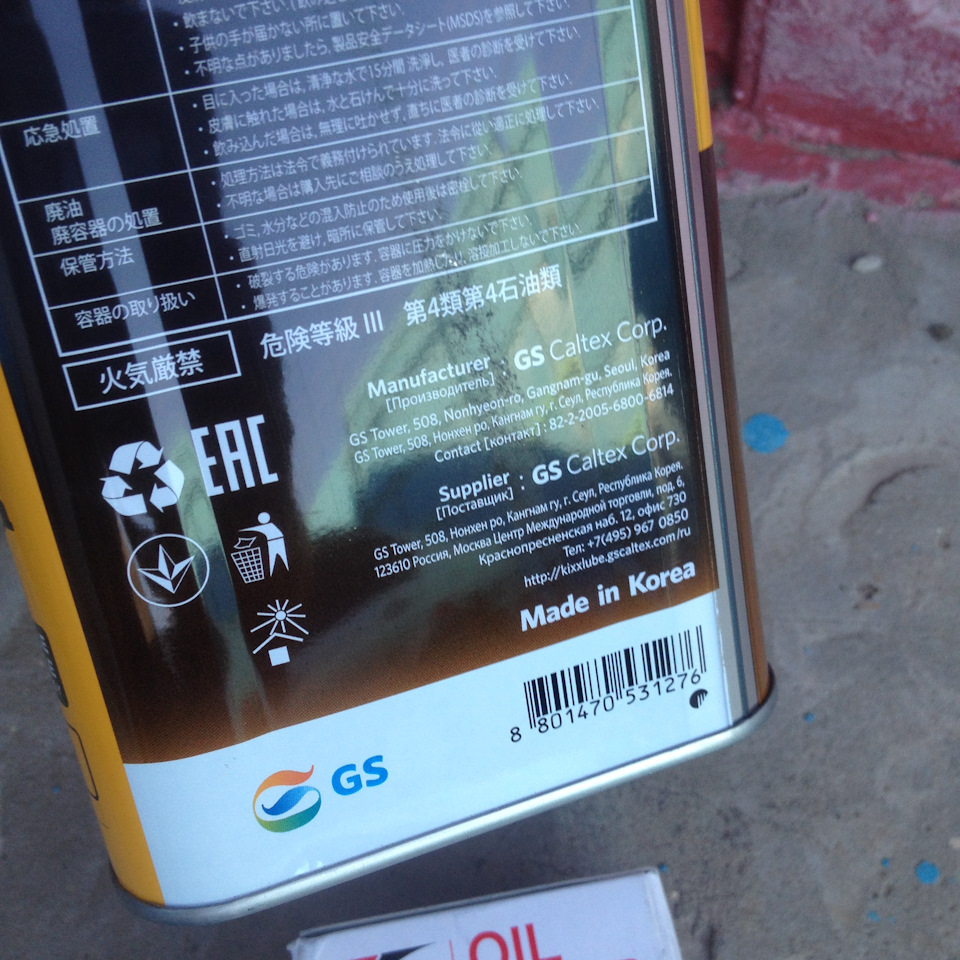 ・飲まないで下さい.
・子供の手が届かない所に置いて下さい.
・不明な点がありましたら, 製品安全データシート(MSDS)を参照して下さい.
応急処置
・目に入った場合は, 清浄な水で15分間 洗浄し, 医者の診断を受けて下さい.
・皮膚に触れた場合は, 水と石けんで十分に洗って下さい.
・飲み込んだ場合は, 無理に吐かせず, 直ちに医者の診断を受けて下さい.
廃油
廃容器の処置
・処理方法は法令で義務付けられています. 法令に従い適正に処理して下さい.
・不明な場合は購入先にご相談のうえ処理して下さい.
保管方法
・ゴミ, 水分などの混入防止のため使用後は密栓して下さい.
・直射日光を避け, 暗所に保管して下さい.
容器の取り扱い
・破裂する危険があります. 容器に圧力をかけないで下さい.
・爆発することがあります. 容器を加熱したり, 溶接加工しないで下さい.
火気厳禁
危険等級 III 第4類第4石油類
Manufacturer : GS Caltex Corp.
[Производитель]
GS Tower, 508, Nonhyeon-ro, Gangnam-gu, Seoul, Korea
GS Tower, 508, Нонхен ро, Кангнам гу, г. Сеул, Республика Корея.
Contact [контакт] : 82-2-2005-6800-6814
EAC
Supplier : GS Caltex Corp.
[Поставщик]
GS Tower, 508, Нонхен ро, Кангнам гу, г. Сеул, Республика Корея.
123610 Россия, Москва Центр Международной торговли, под. 6,
Краснопресненская наб. 12, офис 730
Тел: +7(495) 967 0850
http://kixxlube.gscaltex.com/ru
Made in Korea
8 801470 531276
GS
OIL